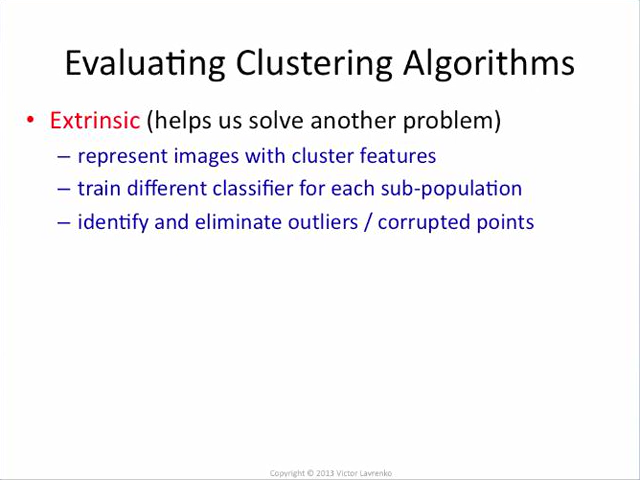 Evaluating Clustering Algorithms
• Extrinsic (helps us solve another problem)
– represent images with cluster features
– train different classifier for each sub-population
– identify and eliminate outliers / corrupted points
Copyright © 2013 Victor Lavrenko